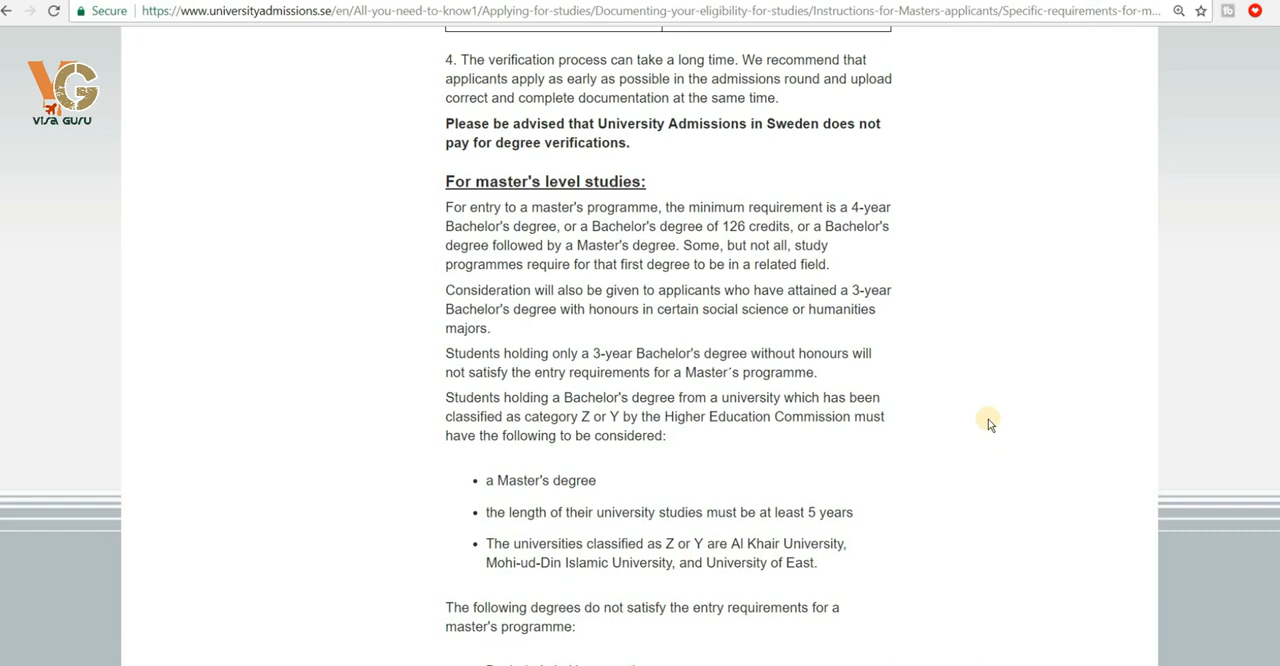 Secure
https://www.universityadmissions.se/en/All-you-need-to-know1/Applying-for-studies/Documenting-your-eligibility-for-studies/Instructions-for-Masters-applicants/Specific-requirements-for-m...
VG
VISA GURU
4. The verification process can take a long time. We recommend that
applicants apply as early as possible in the admissions round and upload
correct and complete documentation at the same time.
Please be advised that University Admissions in Sweden does not
pay for degree verifications.
For master's level studies:
For entry to a master's programme, the minimum requirement is a 4-year
Bachelor's degree, or a Bachelor's degree of 126 credits, or a Bachelor's
degree followed by a Master's degree. Some, but not all, study
programmes require for that first degree to be in a related field.
Consideration will also be given to applicants who have attained a 3-year
Bachelor's degree with honours in certain social science or humanities
majors.
Students holding only a 3-year Bachelor's degree without honours will
not satisfy the entry requirements for a Master´s programme.
Students holding a Bachelor's degree from a university which has been
classified as category Z or Y by the Higher Education Commission must
have the following to be considered:
• a Master's degree
• the length of their university studies must be at least 5 years
• The universities classified as Z or Y are Al Khair University,
Mohi-ud-Din Islamic University, and University of East.
The following degrees do not satisfy the entry requirements for a
master's programme: